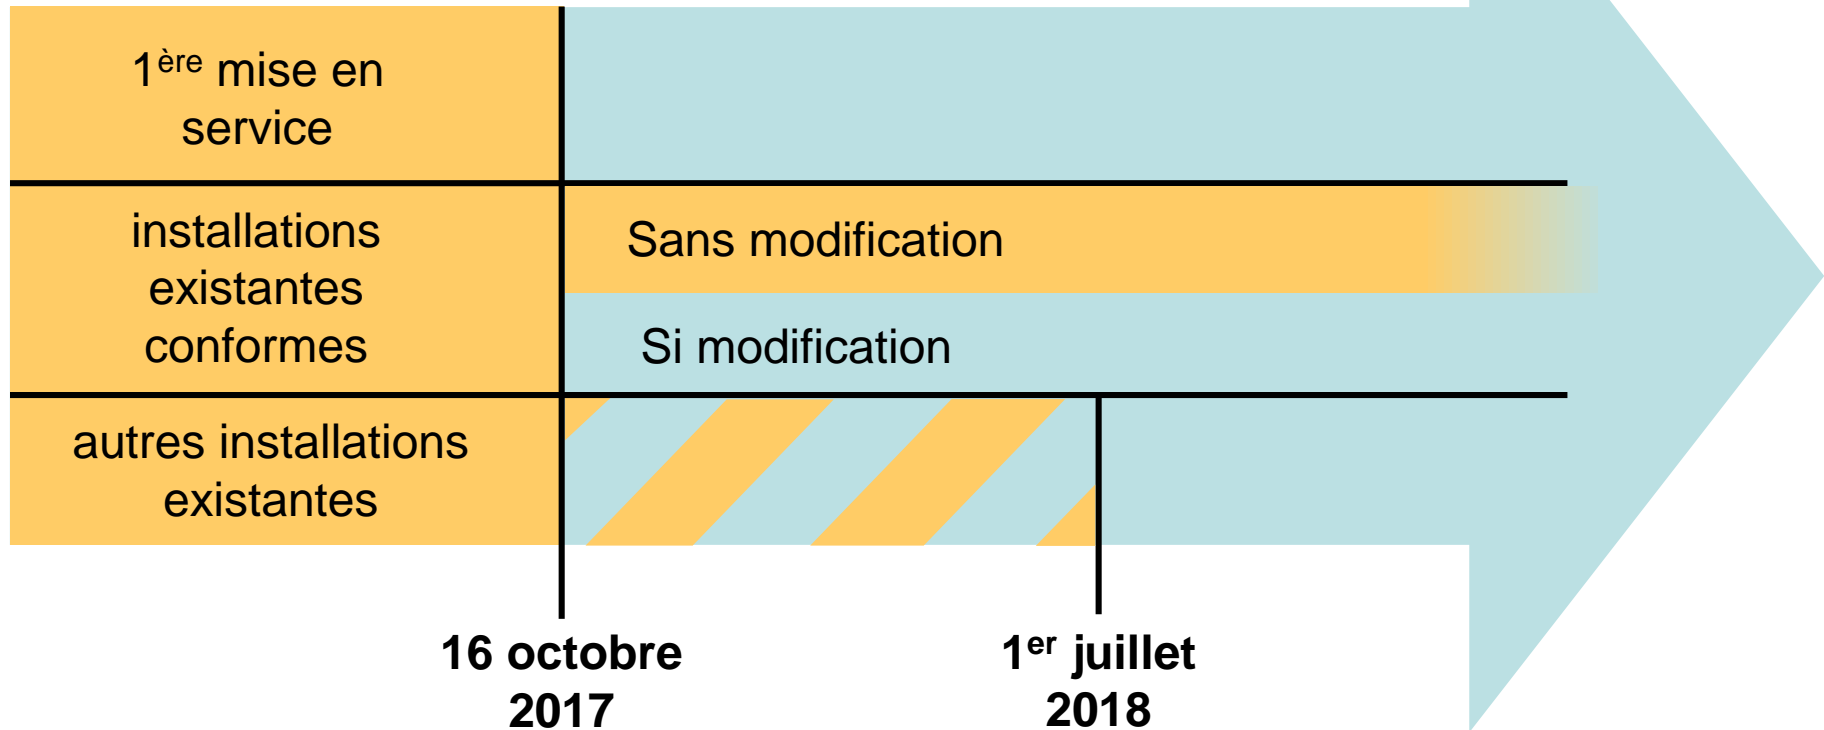 1ère mise en
service
installations
existantes
conformes
Sans modification
Si modification
autres installations
existantes
16 octobre
2017
1er juillet
2018